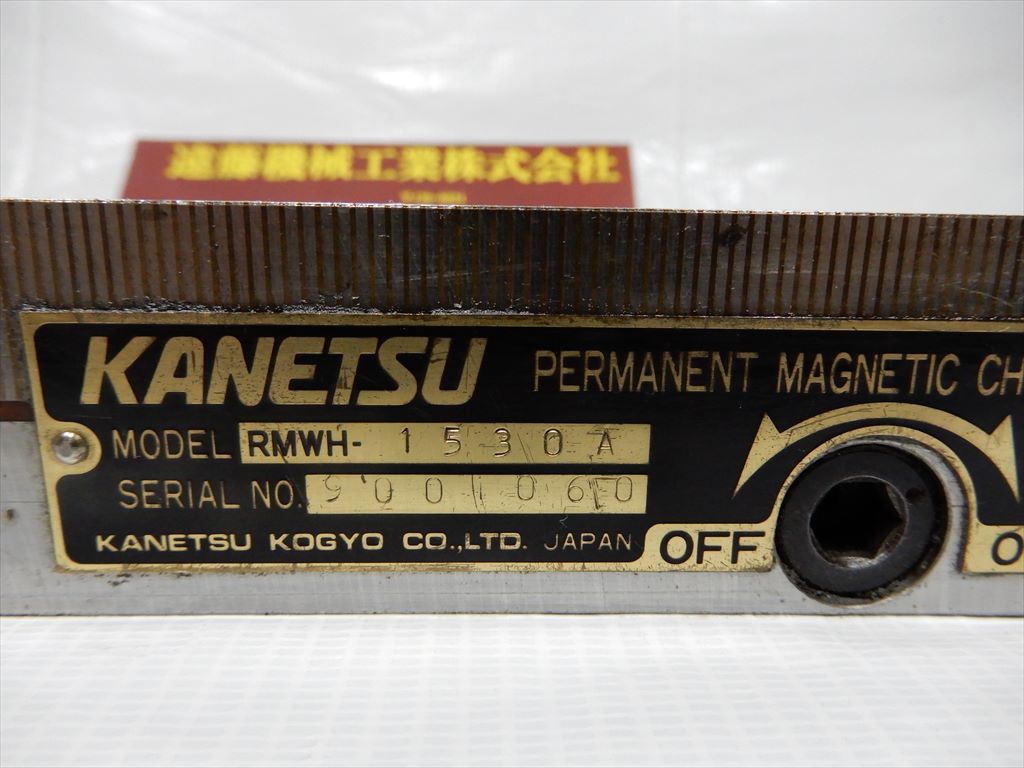 遠藤機械工業株式会社
KANETSU PERMANENT MAGNETIC CH
MODEL RMWH- 1530A
SERIAL NO. 9001060
KANETSU KOGYO CO.,LTD. JAPAN
OFF
O